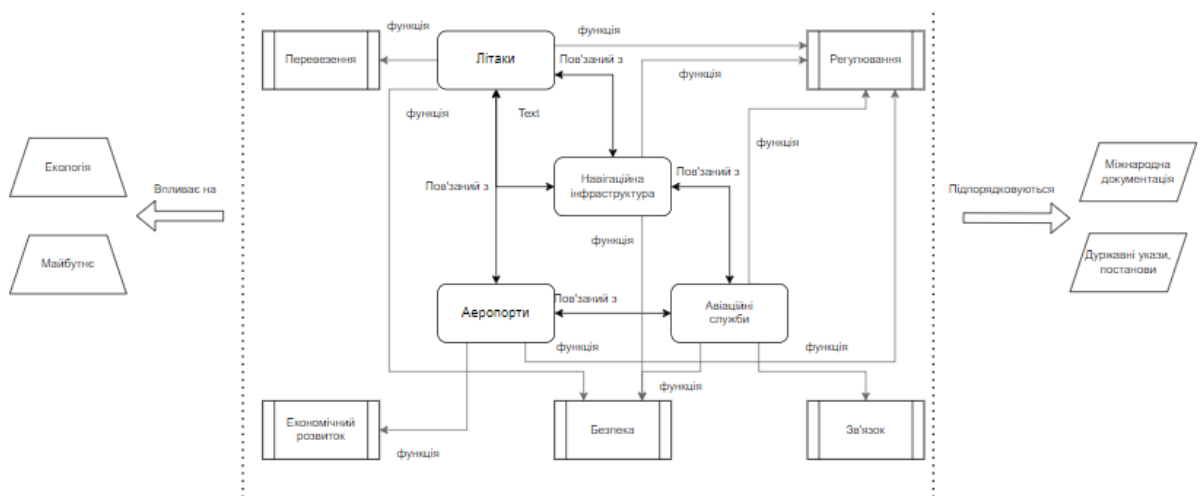 функція
функція
Перевезення
Літаки
Пов'заний з
Регулювання
функція
функція
Text
функція
Екологія
Впливає на
Майбутнє
Пов'заний з
Навігаційна
інфраструктура
Пов'заний з
функція
Підпорядковуються
Міжнародна
документація
Дуржавні укази,
постанови
Аеропорти
Пов'заний з
Авіаційні
служби
функція
функція
функція
Економічний
розвиток
функція
Безпека
Зв'язок